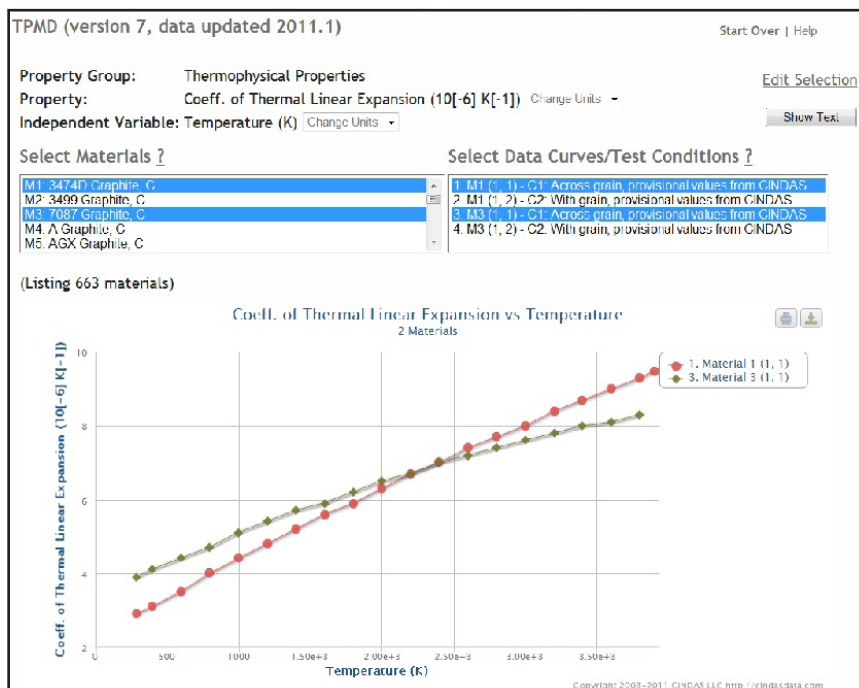 TPMD (version 7, data updated 2011.1)
Start Over | Help
Property Group: Thermophysical Properties
Edit Selection
Property: Coeff. of Thermal Linear Expansion (10[-6] K[-1]) Change Units
Independent Variable: Temperature (K) Change Units
Show Text
Select Materials ?
Select Data Curves/Test Conditions ?
M1: 3474D Graphite, C
M2: 3499 Graphite, C
M3: 7087 Graphite, C
M4: A Graphite, C
M5: AGX Graphite, C
1. M1 (1, 1) - C1: Across grain, provisional values from CINDAS
2. M1 (1, 2) - C2: With grain, provisional values from CINDAS
3. M3 (1, 1) - C1: Across grain, provisional values from CINDAS
4. M3 (1, 2) - C2: With grain, provisional values from CINDAS
(Listing 663 materials)
Coeff. of Thermal Linear Expansion vs Temperature
2 Materials
1. Material 1 (1, 1)
3. Material 3 (1, 1)
Coeff. of Thermal Linear Expansion (10[-6] K[-1])
10
8
6
4
2
0
500
1000
1.50e+3
2.00e+3
2.50e+3
3.00e+3
3.50e+3
Temperature (K)
Copyright 2008-2011 CINDAS LLC http://cindasdata.com